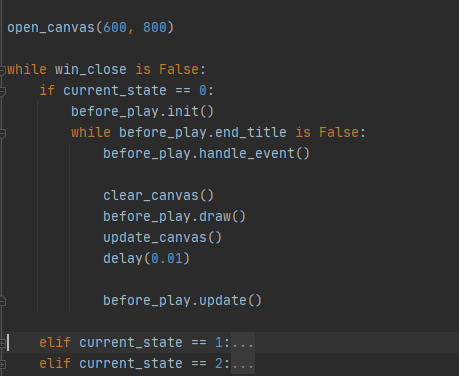 open_canvas(600, 800)
while win_close is False:
    if current_state == 0:
        before_play.init()
        while before_play.end_title is False:
            before_play.handle_event()
            clear_canvas()
            before_play.draw()
            update_canvas()
            delay(0.01)
            before_play.update()
    elif current_state == 1:...
    elif current_state == 2:...